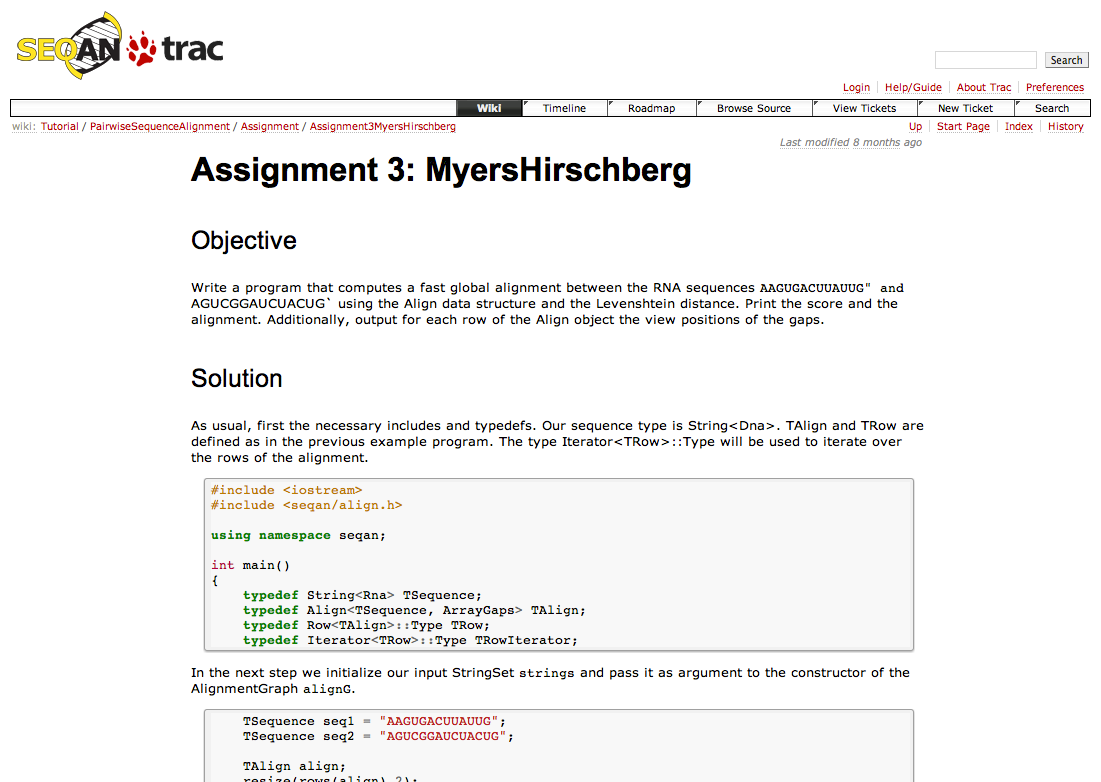 SEQAN trac
Search
Login Help/Guide About Trac Preferences
Wiki Timeline Roadmap Browse Source View Tickets New Ticket Search
wiki: Tutorial / PairwiseSequenceAlignment / Assignment / Assignment3MyersHirschberg
Up Start Page Index History
Last modified 8 months ago
Assignment 3: MyersHirschberg
Objective
Write a program that computes a fast global alignment between the RNA sequences AAGUGACUUAUUG" and
AGUCGGAUCUACUG` using the Align data structure and the Levenshtein distance. Print the score and the
alignment. Additionally, output for each row of the Align object the view positions of the gaps.
Solution
As usual, first the necessary includes and typedefs. Our sequence type is String<Dna>. TAlign and TRow are
defined as in the previous example program. The type Iterator<TRow>::Type will be used to iterate over
the rows of the alignment.
#include <iostream>
#include <seqan/align.h>
using namespace seqan;
int main()
{
typedef String<Rna> TSequence;
typedef Align<TSequence, ArrayGaps> TAlign;
typedef Row<TAlign>::Type TRow;
typedef Iterator<TRow>::Type TRowIterator;
In the next step we initialize our input StringSet strings and pass it as argument to the constructor of the
AlignmentGraph alignG.
TSequence seq1 = "AAGUGACUUAUUG";
TSequence seq2 = "AGUCGGAUCUACUG";
TAlign align;
resize(rows(align), 2);